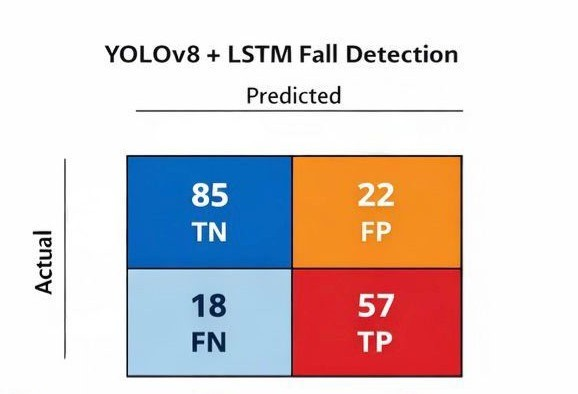 YOLOv8 + LSTM Fall Detection
Predicted
Actual
85
TN
22
FP
18
FN
57
TP